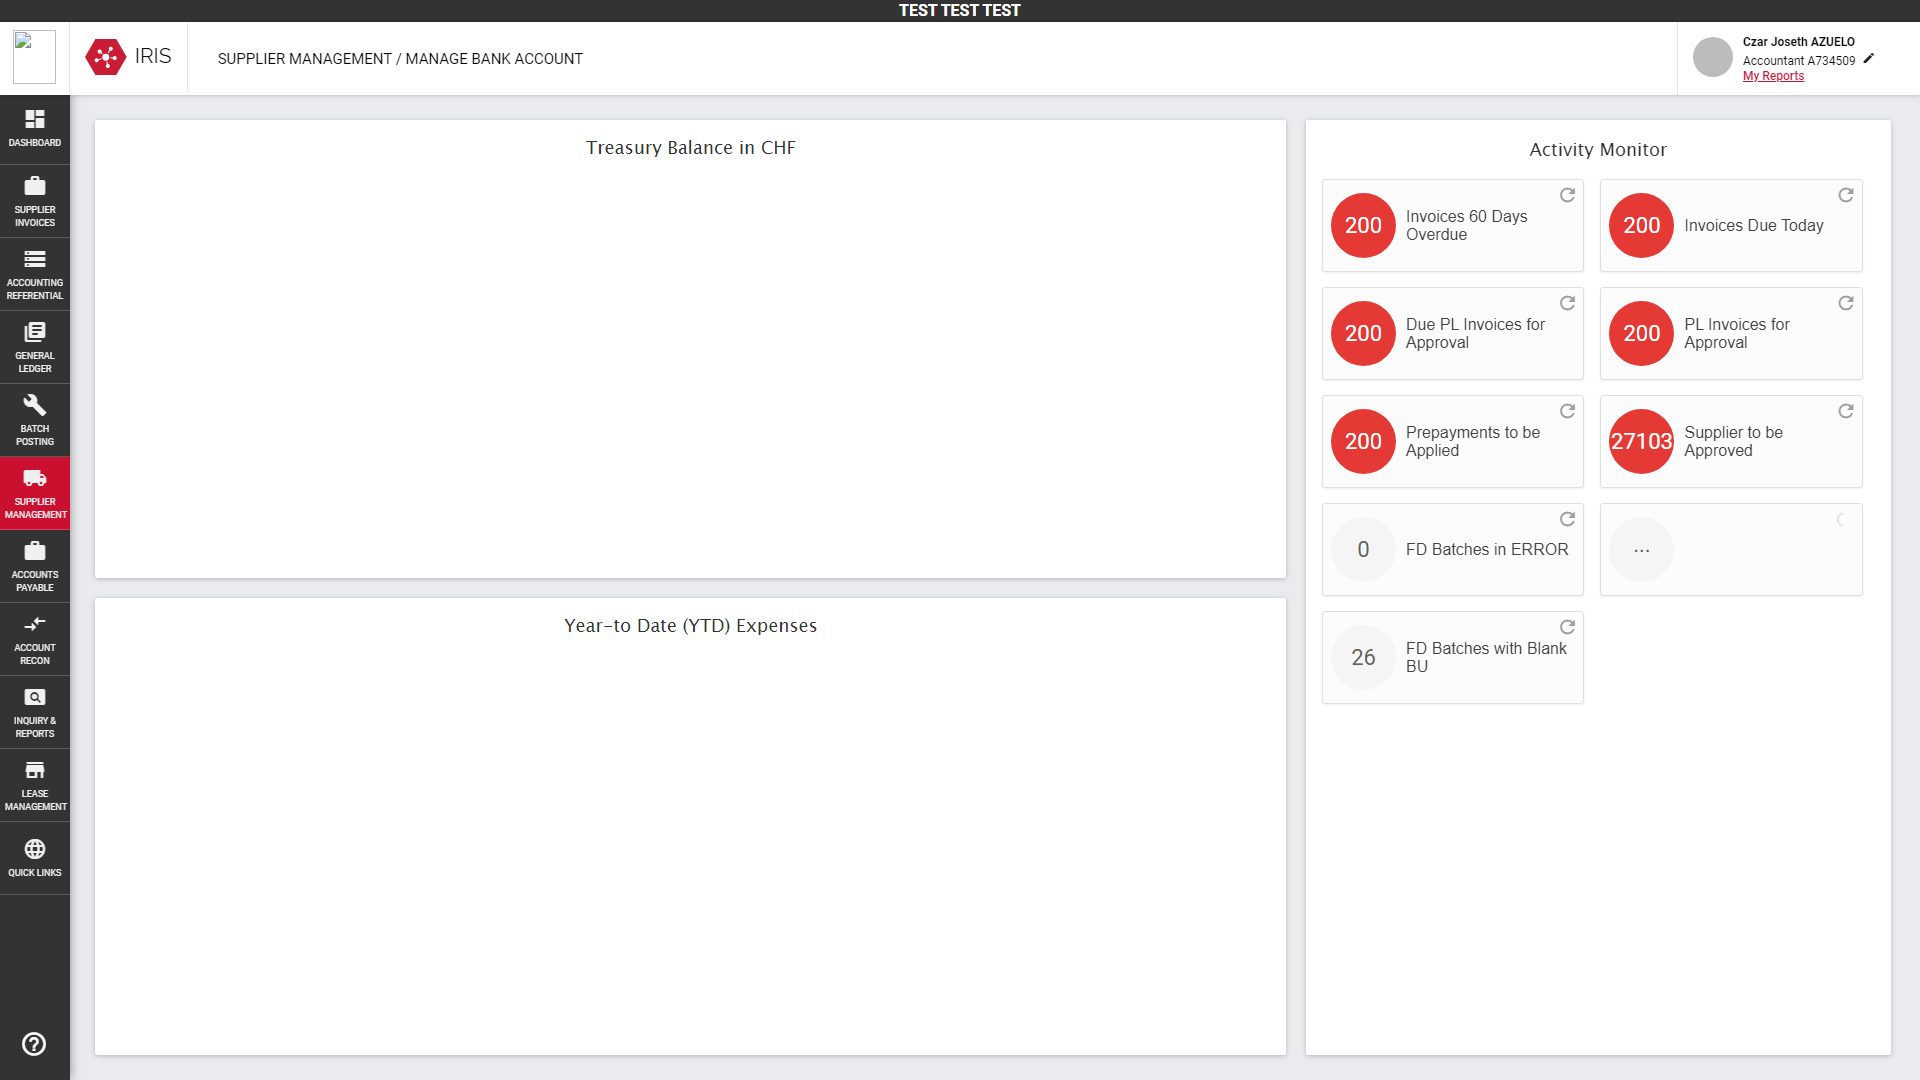 TEST TEST TEST
IRIS
SUPPLIER MANAGEMENT / MANAGE BANK ACCOUNT
Czar Joseth AZUELO
Accountant A734509
My Reports
DASHBOARD
SUPPLIER
INVOICES
ACCOUNTING
REFERENTIAL
GENERAL
LEDGER
BATCH
POSTING
SUPPLIER
MANAGEMENT
ACCOUNTS
PAYABLE
ACCOUNT
RECON
INQUIRY &
REPORTS
LEASE
MANAGEMENT
QUICK LINKS
Treasury Balance in CHF
Year-to Date (YTD) Expenses
Activity Monitor
200
Invoices 60 Days
Overdue
200
Invoices Due Today
200
Due PL Invoices for
Approval
200
PL Invoices for
Approval
200
Prepayments to be
Applied
27103
Supplier to be
Approved
0
FD Batches in ERROR
...
26
FD Batches with Blank
BU